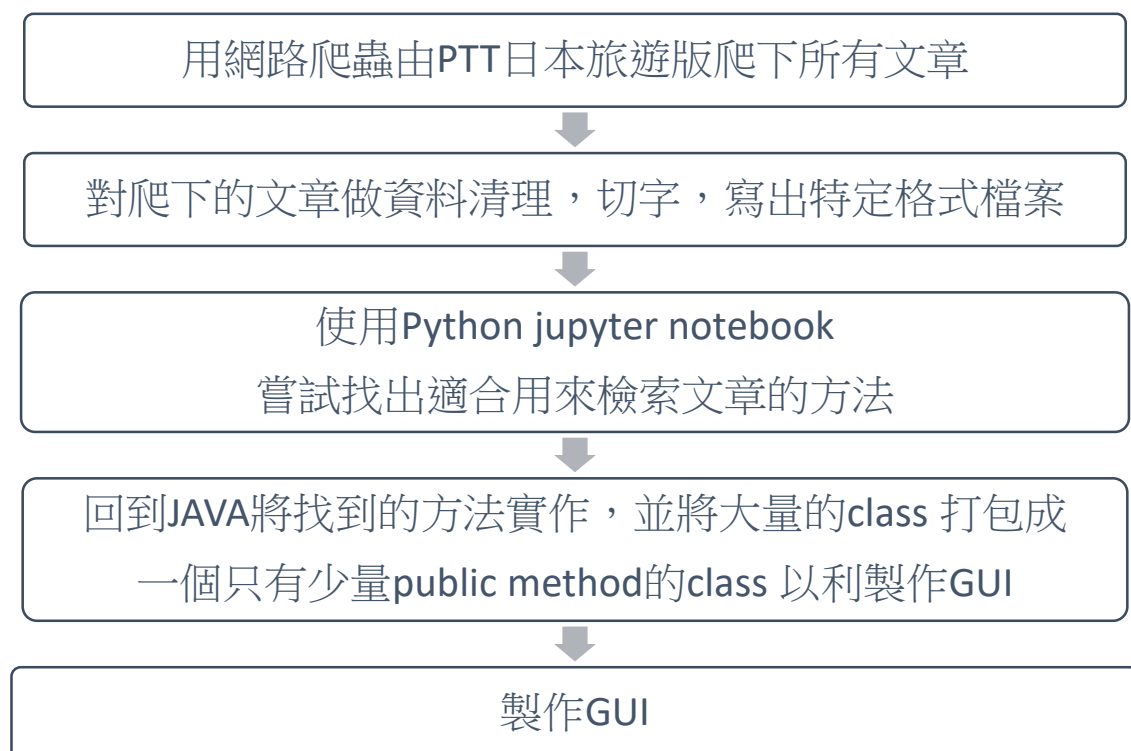 用網路爬蟲由PTT日本旅遊版爬下所有文章
對爬下的文章做資料清理，切字，寫出特定格式檔案
使用Python jupyter notebook
嘗試找出適合用來檢索文章的方法
回到JAVA將找到的方法實作，並將大量的class 打包成
一個只有少量public method的class 以利製作GUI
製作GUI